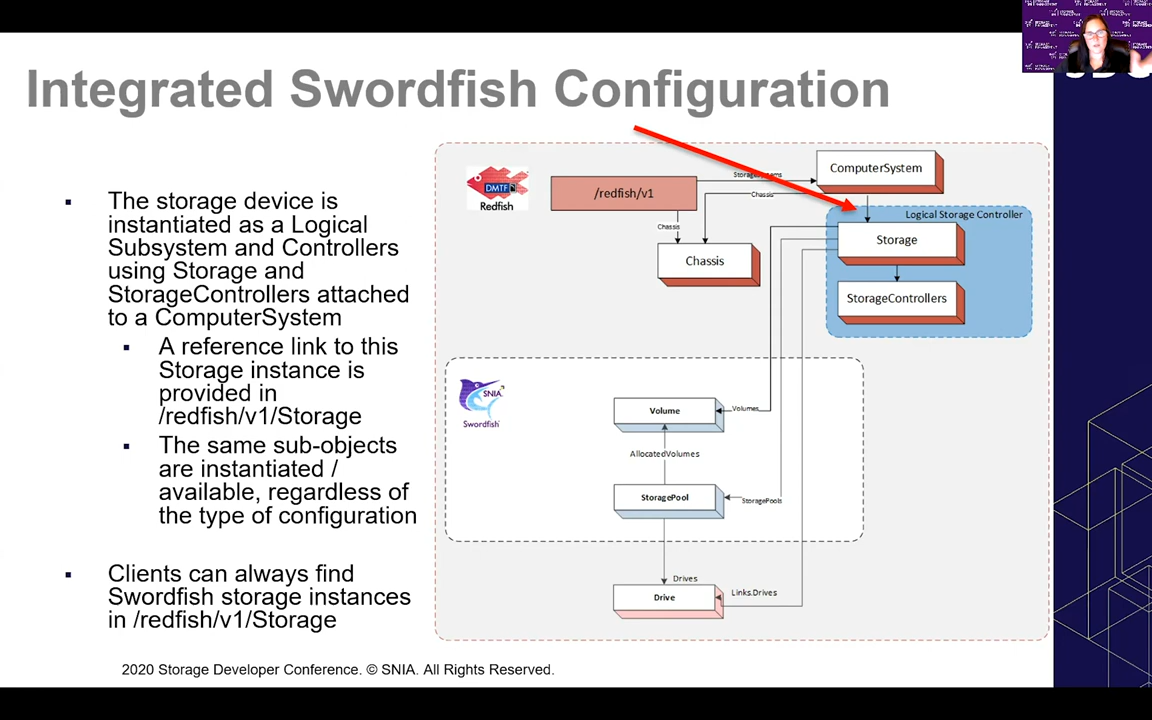 Integrated Swordfish Configuration
The storage device is
instantiated as a Logical
Subsystem and Controllers
using Storage and
StorageControllers attached
to a ComputerSystem
A reference link to this
Storage instance is
provided in
/redfish/v1/Storage
The same sub-objects
are instantiated /
available, regardless of
the type of configuration
Clients can always find
Swordfish storage instances
in /redfish/v1/Storage
DMTF
Redfish
/redfish/v1
ComputerSystem
Chassis
Chassis
Chassis
Logical Storage Controller
Storage
StorageControllers
SNIA
Swordfish
Volume
Volumes
AllocatedVolumes
StoragePool
StoragePools
Drives
Drive
Links.Drives
2020 Storage Developer Conference. © SNIA. All Rights Reserved.